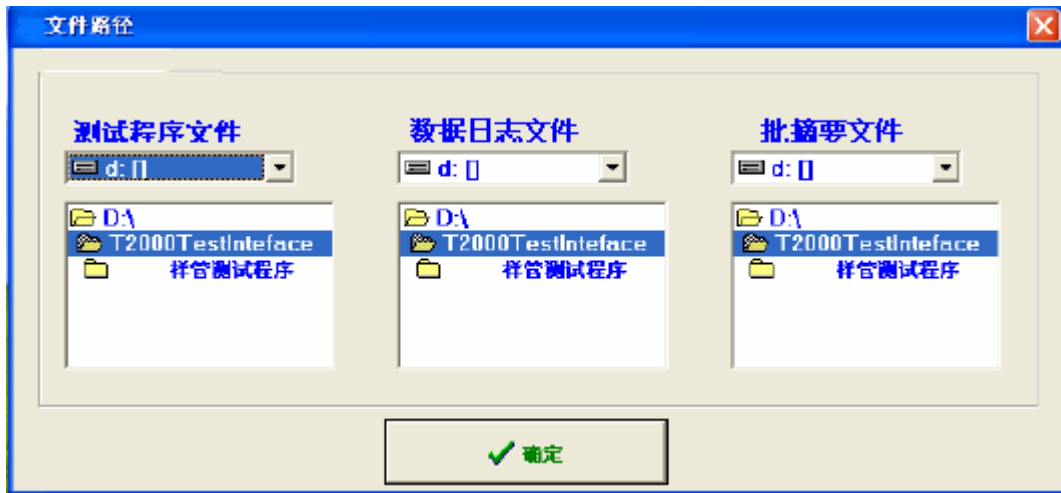 文件路径
测试程序文件
数据日志文件
批摘要文件
d: []
d: []
d: []
D:\
T2000TestInteface
样管测试程序
D:\
T2000TestInteface
样管测试程序
D:\
T2000TestInteface
样管测试程序
确定